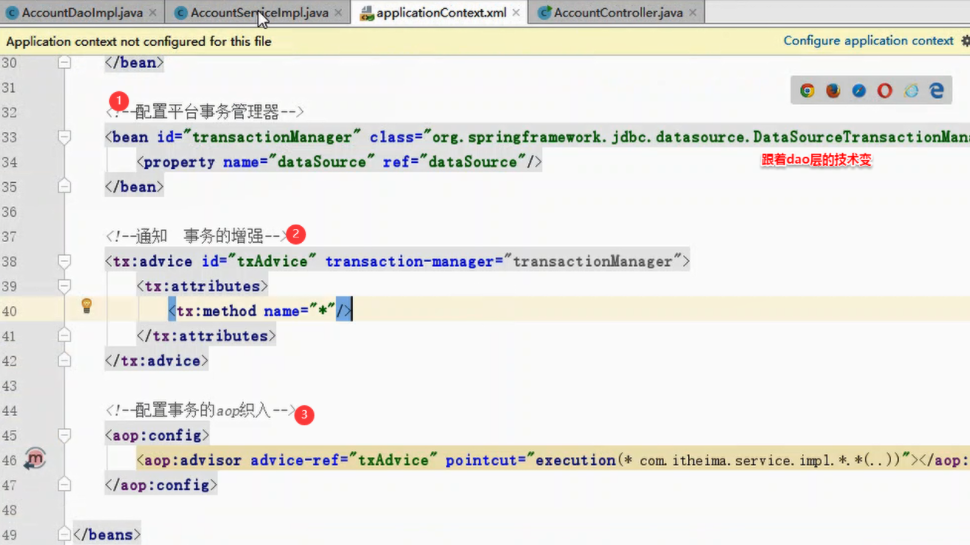 AccountDaoImpl.java × AccountServiceImpl.java × applicationContext.xml × AccountController.java ×
Application context not configured for this file Configure application context
30 </bean>
31
32 <!--配置平台事务管理器-->
1
33 <bean id="transactionManager" class="org.springframework.jdbc.datasource.DataSourceTransactionMan
34 <property name="dataSource" ref="dataSource"/>
跟着dao层的技术变
35 </bean>
36
37 <!--通知 事务的增强-->
2
38 <tx:advice id="txAdvice" transaction-manager="transactionManager">
39 <tx:attributes>
40 <tx:method name="*"/>
41 </tx:attributes>
42 </tx:advice>
43
44 <!--配置事务的aop织入-->
3
45 <aop:config>
46 <aop:advisor advice-ref="txAdvice" pointcut="execution(* com.itheima.service.impl.*.*(..))"></aop:
47 </aop:config>
48
49 </beans>